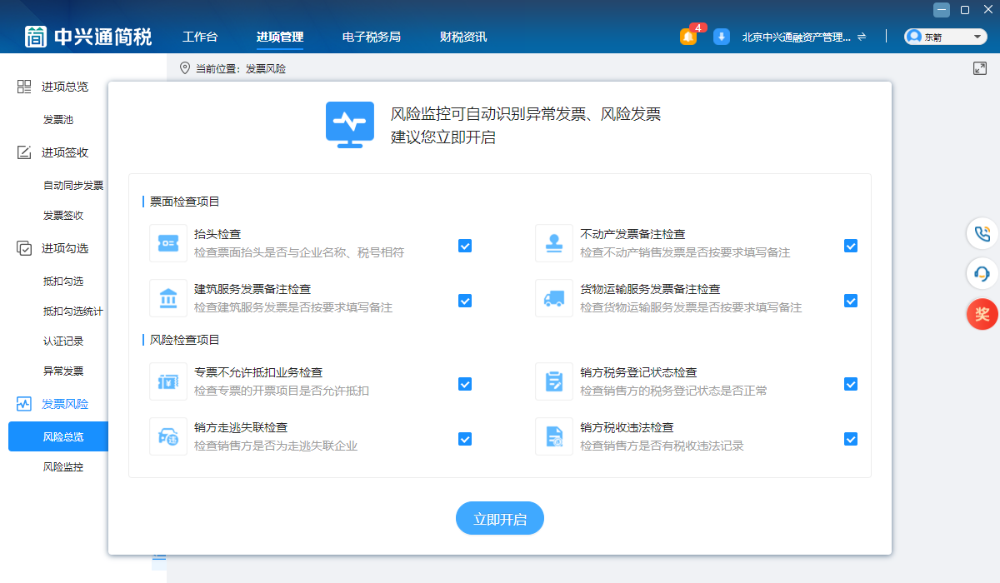 简 中兴通简税 工作台 进项管理 电子税务局 财税资讯 4 北京中兴通融资产管理... 东箭
当前位置：发票风险
进项总览
发票池
进项签收
自动同步发票
发票签收
进项勾选
抵扣勾选
抵扣勾选统计
认证记录
异常发票
发票风险
风险总览
风险监控
风险监控可自动识别异常发票、风险发票
建议您立即开启
票面检查项目
抬头检查
检查票面抬头是否与企业名称、税号相符
不动产发票备注检查
检查不动产销售发票是否按要求填写备注
建筑服务发票备注检查
检查建筑服务发票是否按要求填写备注
货物运输服务发票备注检查
检查货物运输服务发票是否按要求填写备注
风险检查项目
专票不允许抵扣业务检查
检查专票的开票项目是否允许抵扣
销方税务登记状态检查
检查销售方的税务登记状态是否正常
销方走逃失联检查
检查销售方是否为走逃失联企业
销方税收违法检查
检查销售方是否有税收违法记录
立即开启
奖